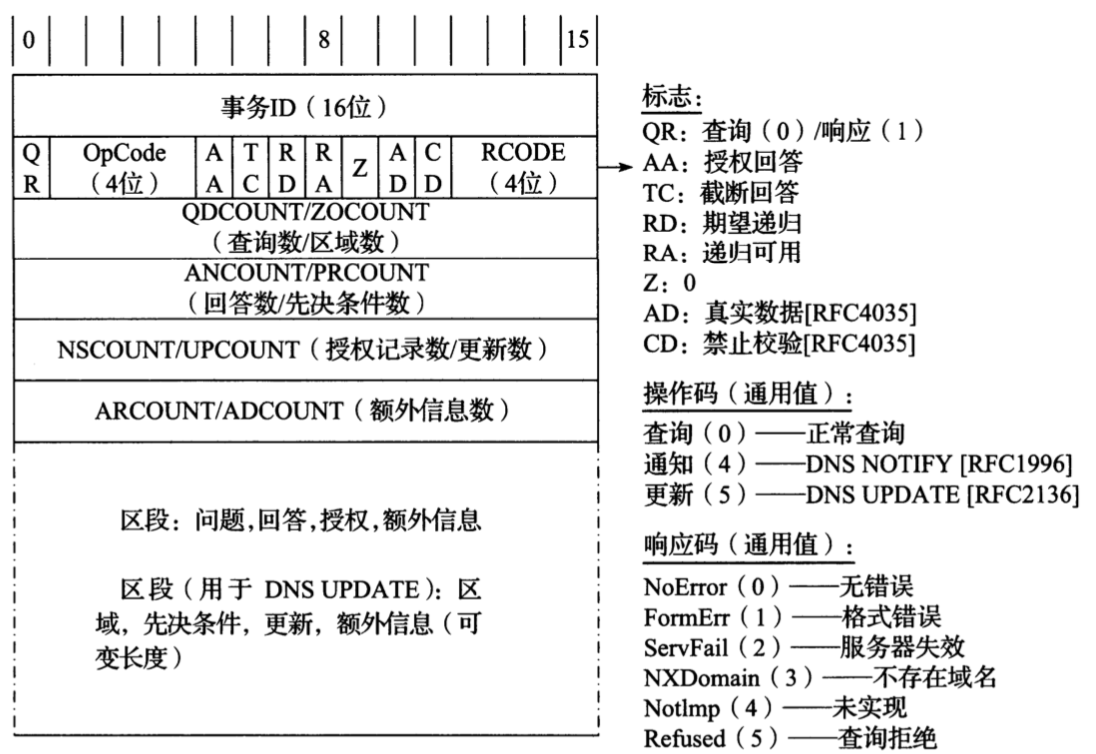 0 8 15
事务ID（16位）
QR OpCode（4位） AA TC RD RA Z AD CD RCODE（4位）
QDCOUNT/ZOCOUNT
（查询数/区域数）
ANCOUNT/PRCOUNT
（回答数/先决条件数）
NSCOUNT/UPCOUNT（授权记录数/更新数）
ARCOUNT/ADCOUNT（额外信息数）
区段：问题,回答,授权,额外信息
区段（用于 DNS UPDATE）：区
域，先决条件，更新，额外信息（可
变长度）
标志：
QR：查询（0）/响应（1）
AA：授权回答
TC：截断回答
RD：期望递归
RA：递归可用
Z：0
AD：真实数据[RFC4035]
CD：禁止校验[RFC4035]
操作码（通用值）：
查询（0）——正常查询
通知（4）——DNS NOTIFY [RFC1996]
更新（5）——DNS UPDATE [RFC2136]
响应码（通用值）：
NoError（0）——无错误
FormErr（1）——格式错误
ServFail（2）——服务器失效
NXDomain（3）——不存在域名
NotImp（4）——未实现
Refused（5）——查询拒绝